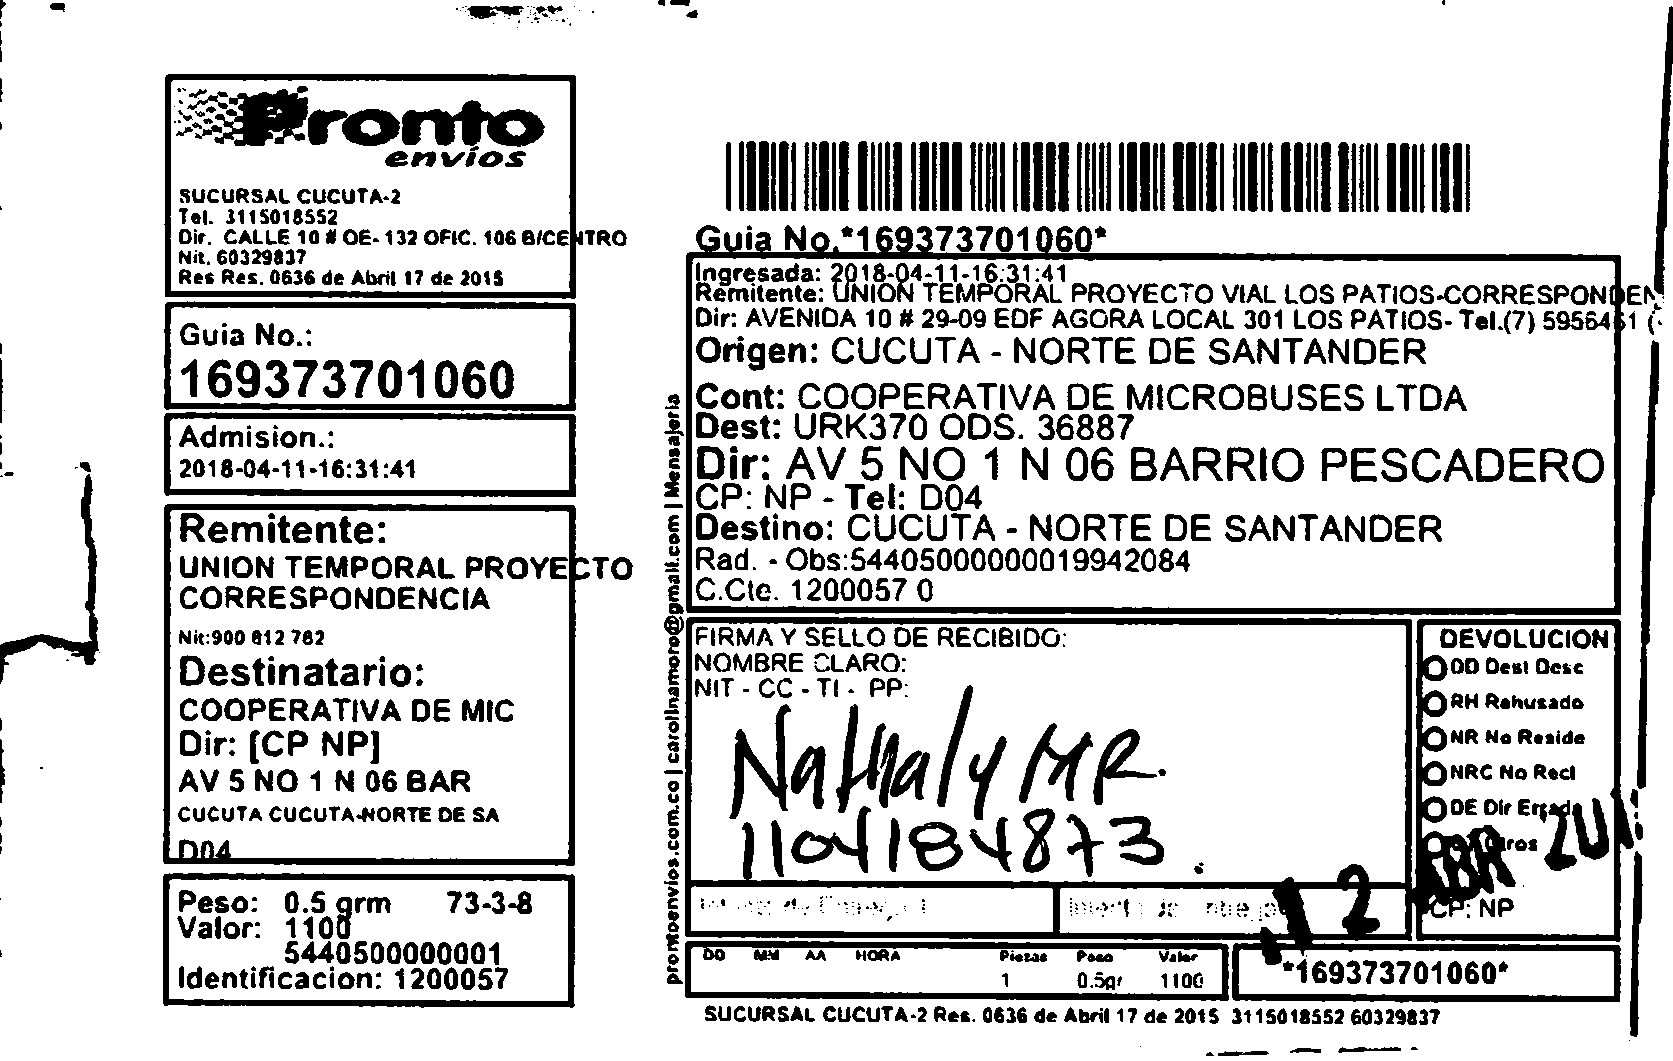 Pronto
envíos
SUCURSAL CUCUTA-2
Tel. 3115018552
Dir. CALLE 10 # OE- 132 OFIC. 106 B/CENTRO
Nit. 60329837
Res Res. 0636 de Abril 17 de 2015
Guia No.:
169373701060
Admision.:
2018-04-11-16:31:41
Remitente:
UNION TEMPORAL PROYECTO
CORRESPONDENCIA
Nit:900 812 782
Destinatario:
COOPERATIVA DE MIC
Dir: [CP NP]
AV 5 NO 1 N 06 BAR
CUCUTA CUCUTA-NORTE DE SA
D04
Peso: 0.5 grm 73-3-8
Valor: 1100
5440500000001
Identificacion: 1200057
prontoenvios.com.co | carolinamoro@gmail.com | Mensajeria
Guia No.*169373701060*
Ingresada: 2018-04-11-16:31:41
Remitente: UNION TEMPORAL PROYECTO VIAL LOS PATIOS-CORRESPONDEN
Dir: AVENIDA 10 # 29-09 EDF AGORA LOCAL 301 LOS PATIOS- Tel.(7) 5956461 (
Origen: CUCUTA - NORTE DE SANTANDER
Cont: COOPERATIVA DE MICROBUSES LTDA
Dest: URK370 ODS. 36887
Dir: AV 5 NO 1 N 06 BARRIO PESCADERO
CP: NP - Tel: D04
Destino: CUCUTA - NORTE DE SANTANDER
Rad. - Obs:54405000000019942084
C.Cte. 1200057 0
FIRMA Y SELLO DE RECIBIDO:
NOMBRE CLARO:
NIT - CC - TI - PP:
Nathaly MR.
1104184873.
DEVOLUCION
DD Dest Desc
RH Rehusado
NR No Reside
NRC No Recl
DE Dir Errada
Otros
12 ABR
CP: NP
DD MM AA HORA Piezas Peso Valor
1 0.5gr 1100
*169373701060*
SUCURSAL CUCUTA-2 Res. 0636 de Abril 17 de 2015 3115018552 60329837